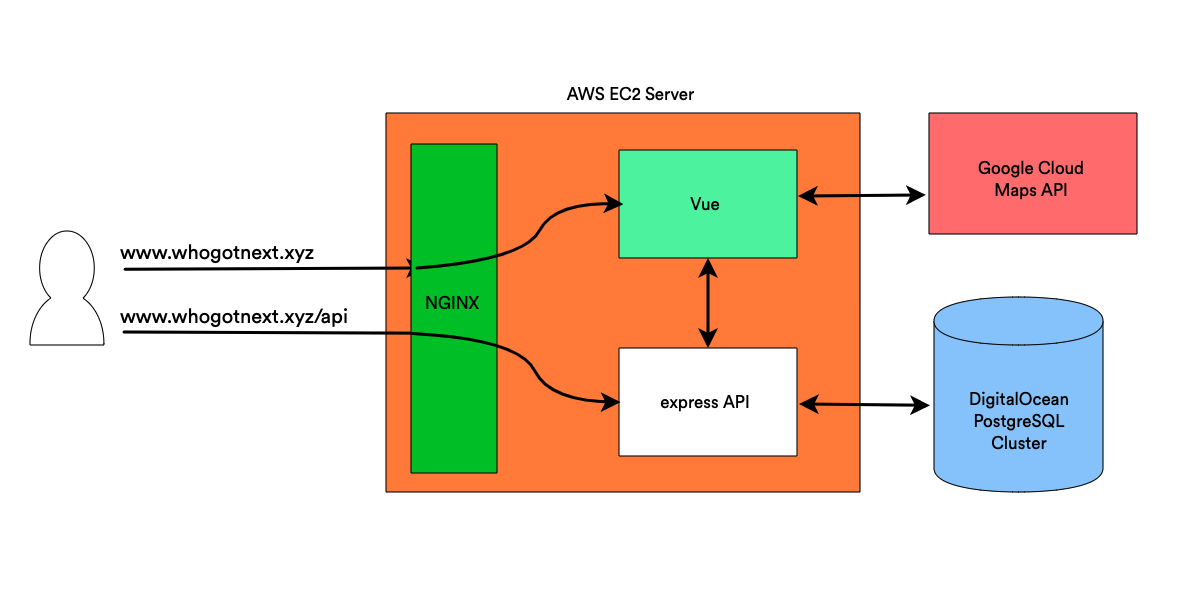 AWS EC2 Server
www.whogotnext.xyz
www.whogotnext.xyz/api
NGINX
Vue
express API
Google Cloud
Maps API
DigitalOcean
PostgreSQL
Cluster